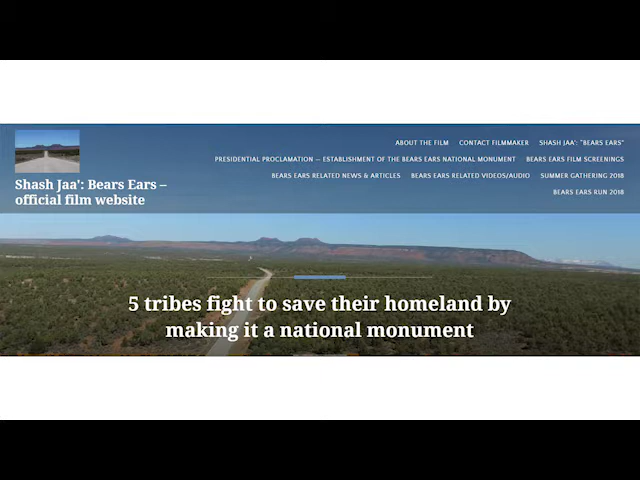 ABOUT THE FILM CONTACT FILMMAKER SHASH JAA': "BEARS EARS"
PRESIDENTIAL PROCLAMATION — ESTABLISHMENT OF THE BEARS EARS NATIONAL MONUMENT BEARS EARS FILM SCREENINGS
BEARS EARS RELATED NEWS & ARTICLES BEARS EARS RELATED VIDEOS/AUDIO SUMMER GATHERING 2018
BEARS EARS RUN 2018
Shash Jaa': Bears Ears –
official film website
5 tribes fight to save their homeland by
making it a national monument